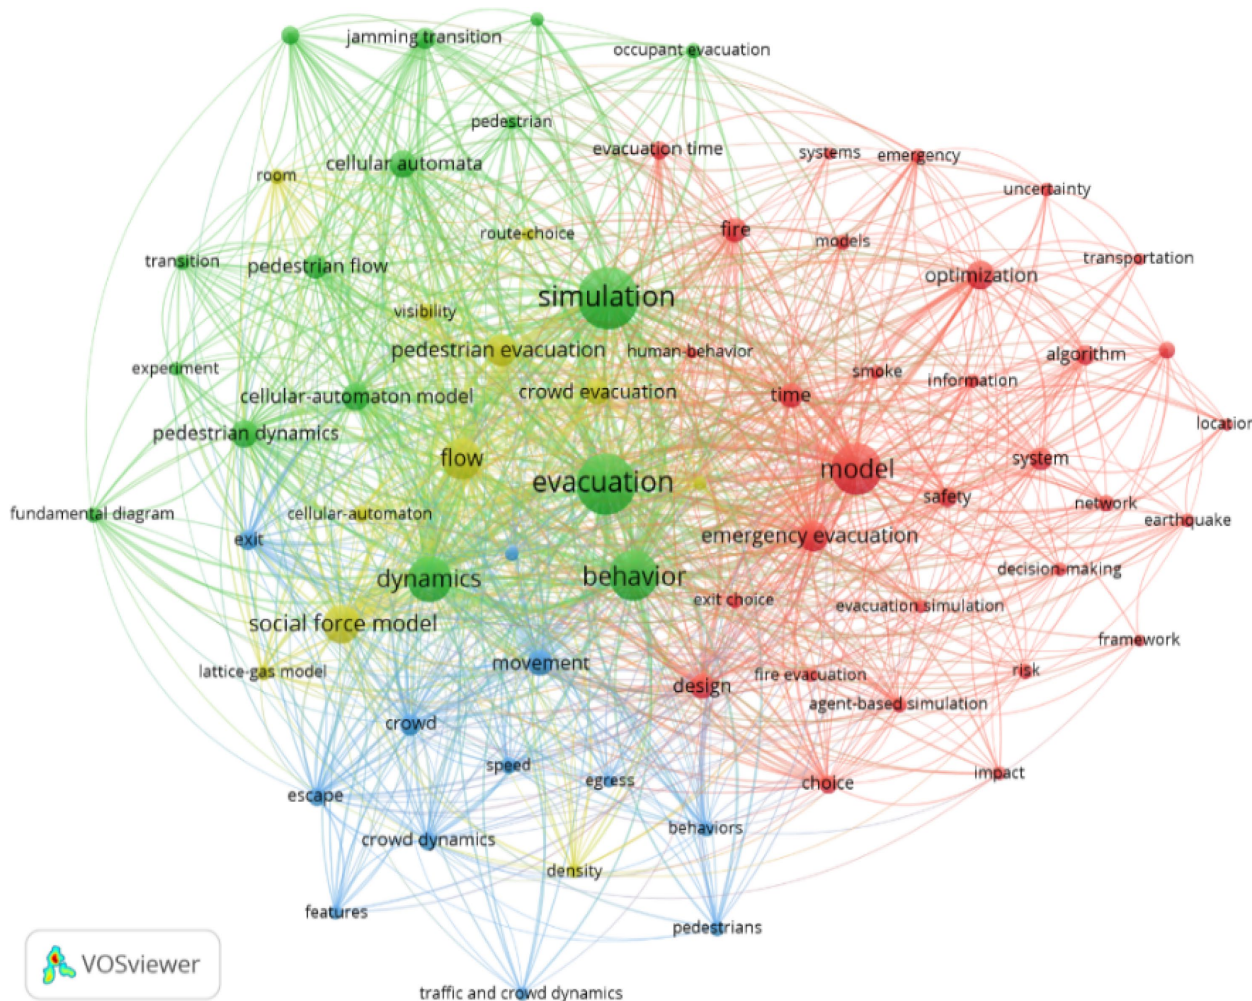 jamming transition
occupant evacuation
pedestrian
evacuation time
systems
emergency
cellular automata
room
uncertainty
route-choice
fire
models
transition
pedestrian flow
transportation
optimization
simulation
visibility
pedestrian evacuation
human-behavior
algorithm
experiment
smoke
information
cellular-automaton model
crowd evacuation
time
location
pedestrian dynamics
flow
model
system
evacuation
safety
network
fundamental diagram
cellular-automaton
earthquake
exit
emergency evacuation
decision-making
dynamics
behavior
exit choice
evacuation simulation
social force model
framework
lattice-gas model
movement
design
fire evacuation
risk
agent-based simulation
crowd
speed
egress
choice
impact
escape
crowd dynamics
behaviors
density
features
pedestrians
VOSviewer
traffic and crowd dynamics